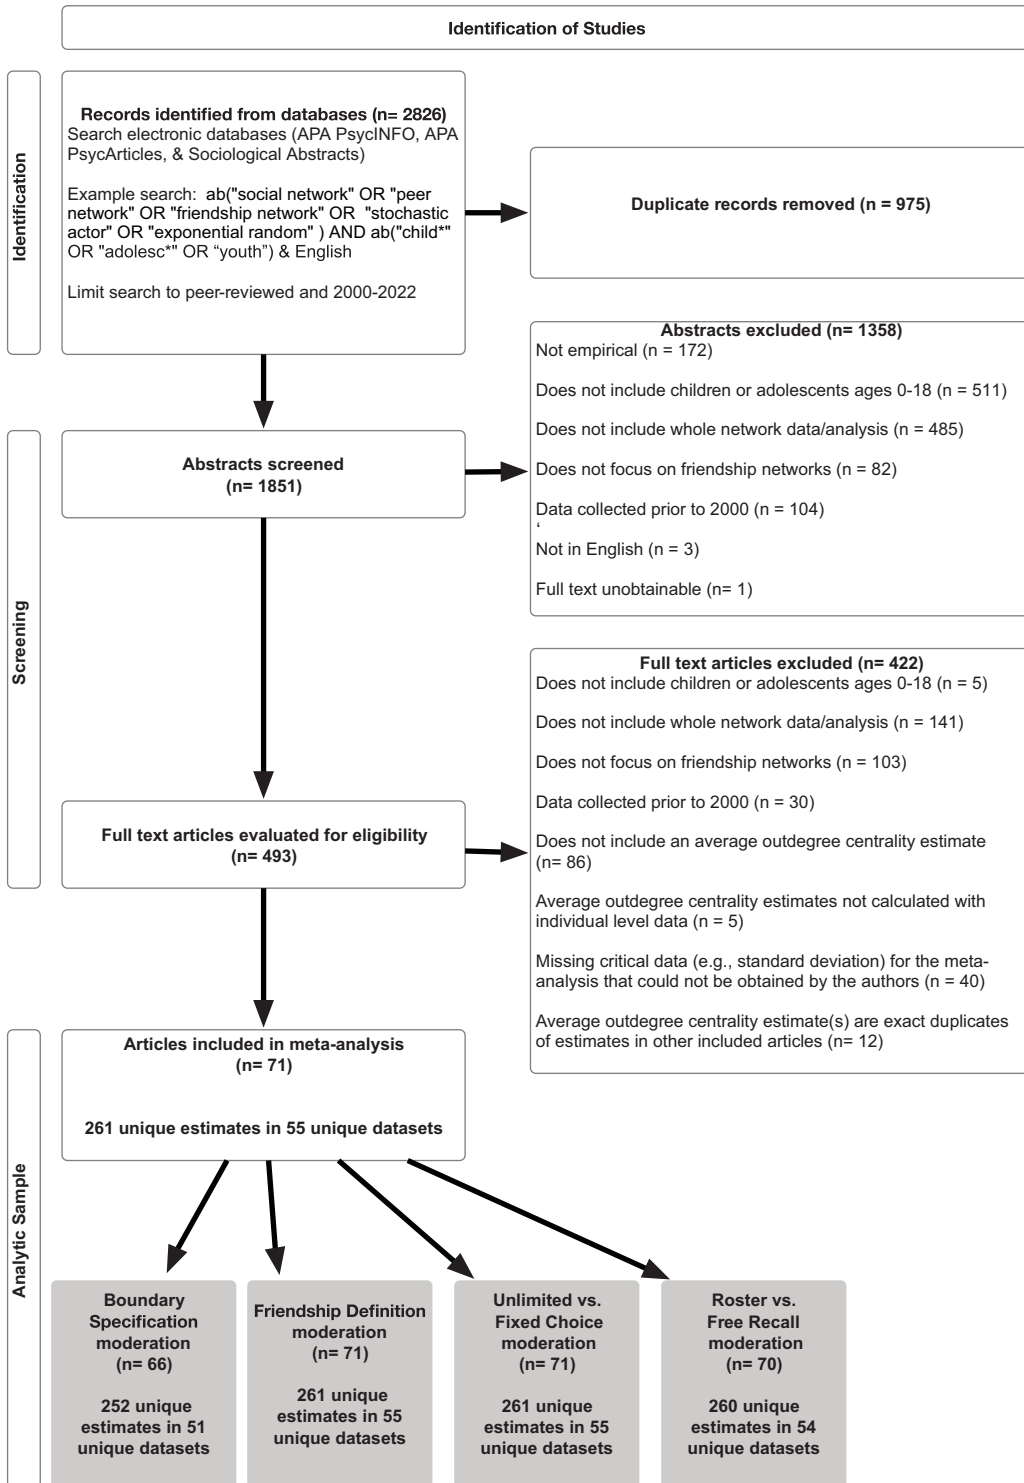 Identification of Studies
Identification
Records identified from databases (n= 2826)
Search electronic databases (APA PsycINFO, APA
PsycArticles, & Sociological Abstracts)
Example search:  ab("social network" OR "peer
network" OR "friendship network" OR  "stochastic
actor" OR "exponential random" ) AND ab("child*"
OR "adolesc*" OR “youth”) & English
Limit search to peer-reviewed and 2000-2022
Duplicate records removed (n = 975)
Screening
Abstracts screened
(n= 1851)
Abstracts excluded (n= 1358)
Not empirical (n = 172)
Does not include children or adolescents ages 0-18 (n = 511)
Does not include whole network data/analysis (n = 485)
Does not focus on friendship networks (n = 82)
Data collected prior to 2000 (n = 104)
‘
Not in English (n = 3)
Full text unobtainable (n= 1)
Full text articles evaluated for eligibility
(n= 493)
Full text articles excluded (n= 422)
Does not include children or adolescents ages 0-18 (n = 5)
Does not include whole network data/analysis (n = 141)
Does not focus on friendship networks (n = 103)
Data collected prior to 2000 (n = 30)
Does not include an average outdegree centrality estimate
(n= 86)
Average outdegree centrality estimates not calculated with
individual level data (n = 5)
Missing critical data (e.g., standard deviation) for the meta-
analysis that could not be obtained by the authors (n = 40)
Average outdegree centrality estimate(s) are exact duplicates
of estimates in other included articles (n= 12)
Analytic Sample
Articles included in meta-analysis
(n= 71)
261 unique estimates in 55 unique datasets
Boundary
Specification
moderation
(n= 66)
252 unique
estimates in 51
unique datasets
Friendship Definition
moderation
(n= 71)
261 unique
estimates in 55
unique datasets
Unlimited vs.
Fixed Choice
moderation
(n= 71)
261 unique
estimates in 55
unique datasets
Roster vs.
Free Recall
moderation
(n= 70)
260 unique
estimates in 54
unique datasets